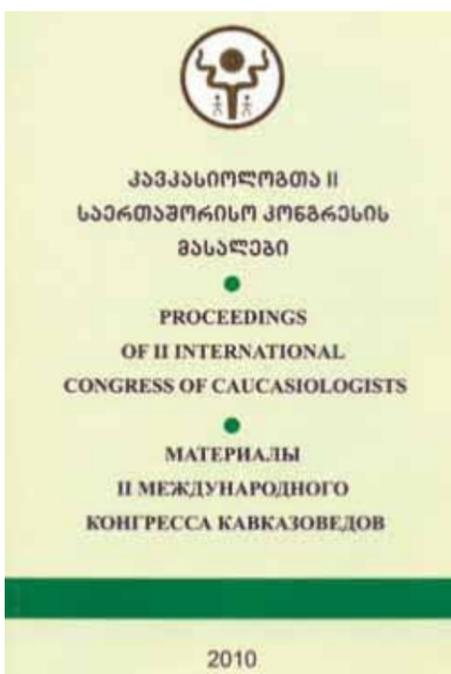 კავკასიოლოგთა II
საერთაშორისო კონგრესის
მასალები
PROCEEDINGS
OF II INTERNATIONAL
CONGRESS OF CAUCASIOLOGISTS
МАТЕРИАЛЫ
II МЕЖДУНАРОДНОГО
КОНГРЕССА КАВКАЗОВЕДОВ
2010